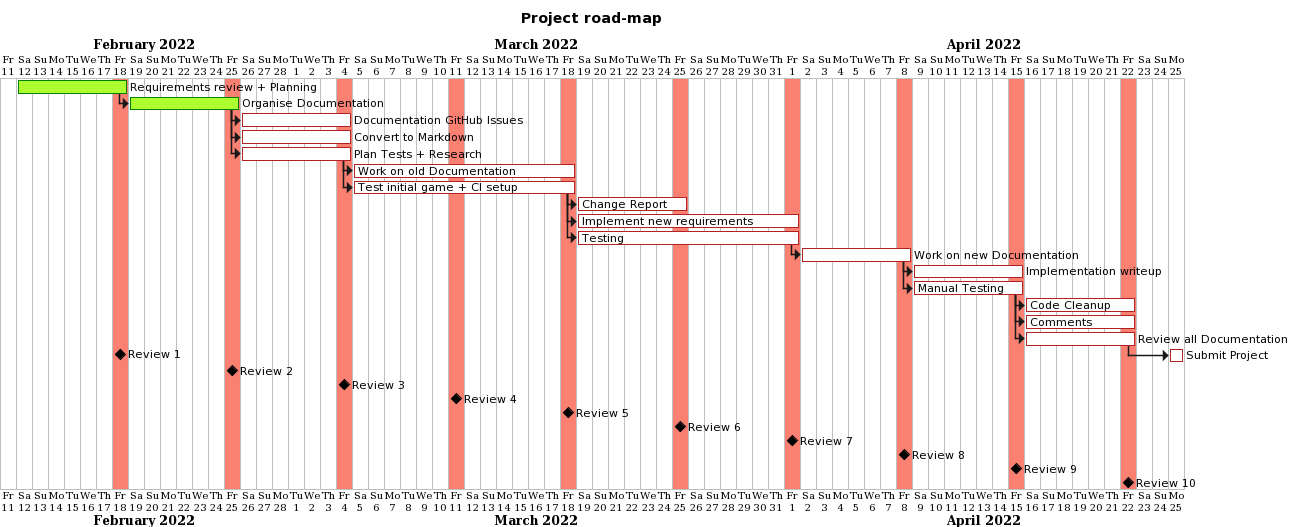 Project road-map
February 2022 March 2022 April 2022
Fr Sa Su Mo Tu We Th Fr Sa Su Mo Tu We Th Fr Sa Su Mo Tu We Th Fr Sa Su Mo Tu We Th Fr Sa Su Mo Tu We Th Fr Sa Su Mo Tu We Th Fr Sa Su Mo Tu We Th Fr Sa Su Mo Tu We Th Fr Sa Su Mo Tu We Th Fr Sa Su Mo Tu We Th Fr Sa Su Mo
11 12 13 14 15 16 17 18 19 20 21 22 23 24 25 26 27 28 1 2 3 4 5 6 7 8 9 10 11 12 13 14 15 16 17 18 19 20 21 22 23 24 25 26 27 28 29 30 31 1 2 3 4 5 6 7 8 9 10 11 12 13 14 15 16 17 18 19 20 21 22 23 24 25
Requirements review + Planning
Organise Documentation
Documentation GitHub Issues
Convert to Markdown
Plan Tests + Research
Work on old Documentation
Test initial game + CI setup
Change Report
Implement new requirements
Testing
Work on new Documentation
Implementation writeup
Manual Testing
Code Cleanup
Comments
Review all Documentation
Review 1
Submit Project
Review 2
Review 3
Review 4
Review 5
Review 6
Review 7
Review 8
Review 9
Review 10
Fr Sa Su Mo Tu We Th Fr Sa Su Mo Tu We Th Fr Sa Su Mo Tu We Th Fr Sa Su Mo Tu We Th Fr Sa Su Mo Tu We Th Fr Sa Su Mo Tu We Th Fr Sa Su Mo Tu We Th Fr Sa Su Mo Tu We Th Fr Sa Su Mo Tu We Th Fr Sa Su Mo Tu We Th Fr Sa Su Mo
11 12 13 14 15 16 17 18 19 20 21 22 23 24 25 26 27 28 1 2 3 4 5 6 7 8 9 10 11 12 13 14 15 16 17 18 19 20 21 22 23 24 25 26 27 28 29 30 31 1 2 3 4 5 6 7 8 9 10 11 12 13 14 15 16 17 18 19 20 21 22 23 24 25
February 2022 March 2022 April 2022